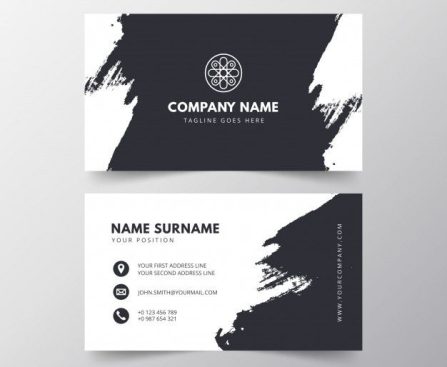 COMPANY NAME
TAGLINE GOES HERE
NAME SURNAME
YOUR POSITION
YOUR FIRST ADDRESS LINE
YOUR SECOND ADDRESS LINE
JOHN.SMITH@YOURMAIL.COM
+0 123 456 789
+0 987 654 321
WWW.YOURCOMPANY.COM